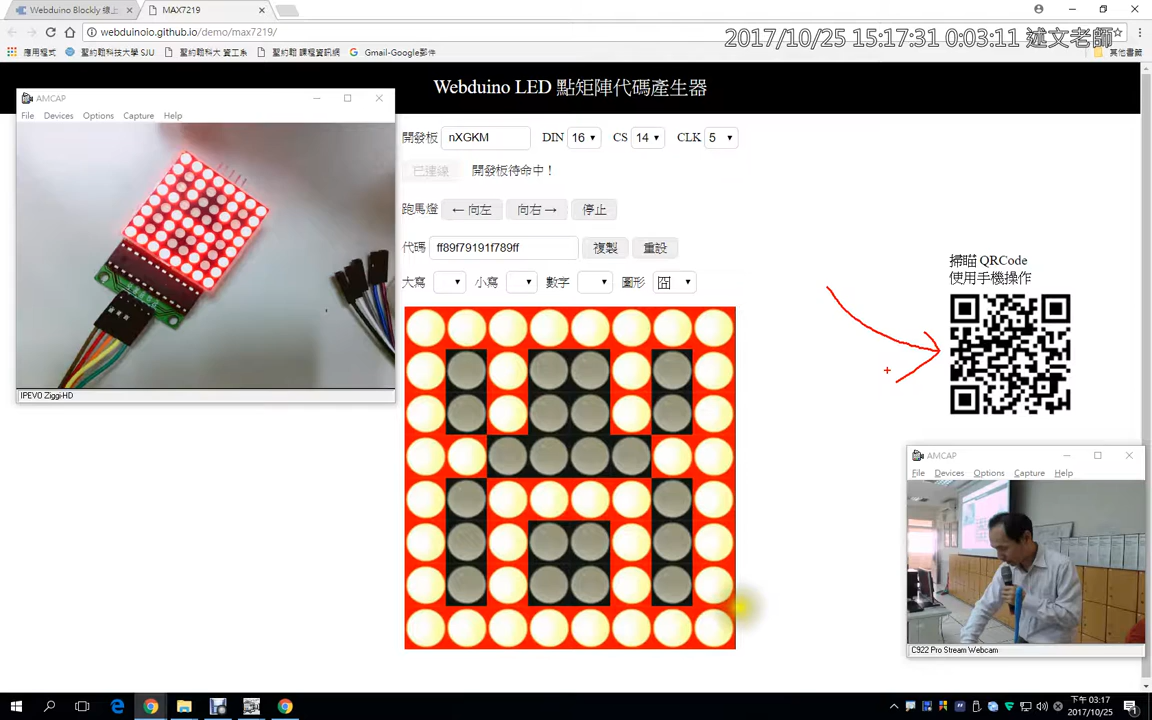 Webduino Blockly 線上
MAX7219
webduinoio.github.io/demo/max7219/
2017/10/25 15:17:31 0:03:11 述文老師
應用程式
聖約翰科技大學 SJU
聖約翰科大 資工系
聖約翰 課程資訊網
Gmail-Google郵件
其他書籤
Webduino LED 點矩陣代碼產生器
AMCAP
File Devices Options Capture Help
IPEVO Ziggi-HD
開發板 nXGKM DIN 16 CS 14 CLK 5
已連線 開發板待命中！
跑馬燈 ← 向左 向右 → 停止
代碼 ff89f79191f789ff 複製 重設
大寫 小寫 數字 圖形 囧
掃瞄 QRCode
使用手機操作
AMCAP
File Devices Options Capture Help
C922 Pro Stream Webcam
下午 03:17
2017/10/25